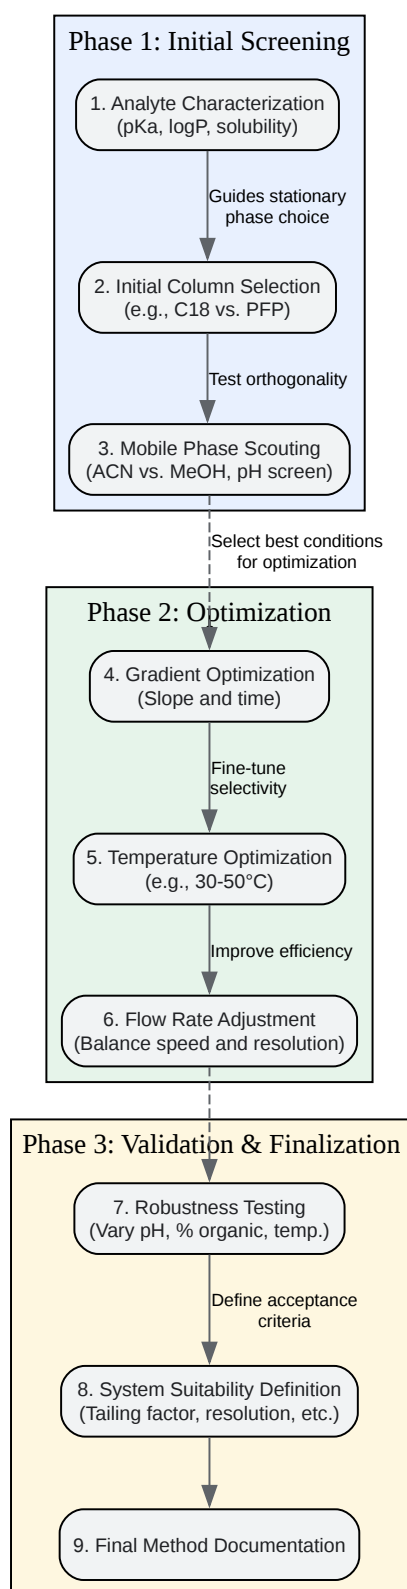 Phase 1: Initial Screening
1. Analyte Characterization
(pKa, logP, solubility)
Guides stationary
phase choice
2. Initial Column Selection
(e.g., C18 vs. PFP)
Test orthogonality
3. Mobile Phase Scouting
(ACN vs. MeOH, pH screen)
Select best conditions
for optimization
Phase 2: Optimization
4. Gradient Optimization
(Slope and time)
Fine-tune
selectivity
5. Temperature Optimization
(e.g., 30-50°C)
Improve efficiency
6. Flow Rate Adjustment
(Balance speed and resolution)
Phase 3: Validation & Finalization
7. Robustness Testing
(Vary pH, % organic, temp.)
Define acceptance
criteria
8. System Suitability Definition
(Tailing factor, resolution, etc.)
9. Final Method Documentation